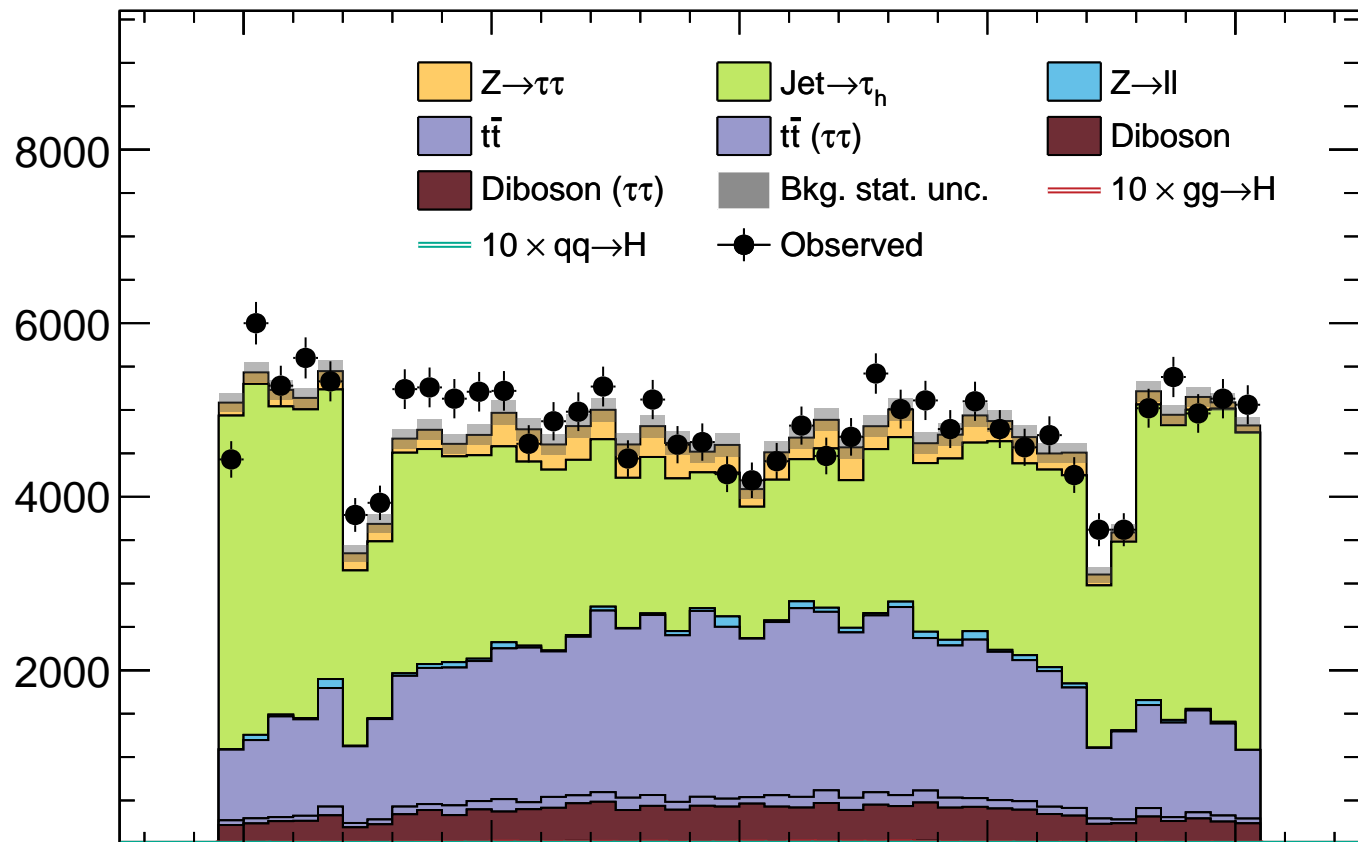 Z→ττ Jet→τh Z→ll
tt̄ tt̄ (ττ) Diboson
Diboson (ττ) Bkg. stat. unc. 10 × gg→H
10 × qq→H Observed
8000
6000
4000
2000